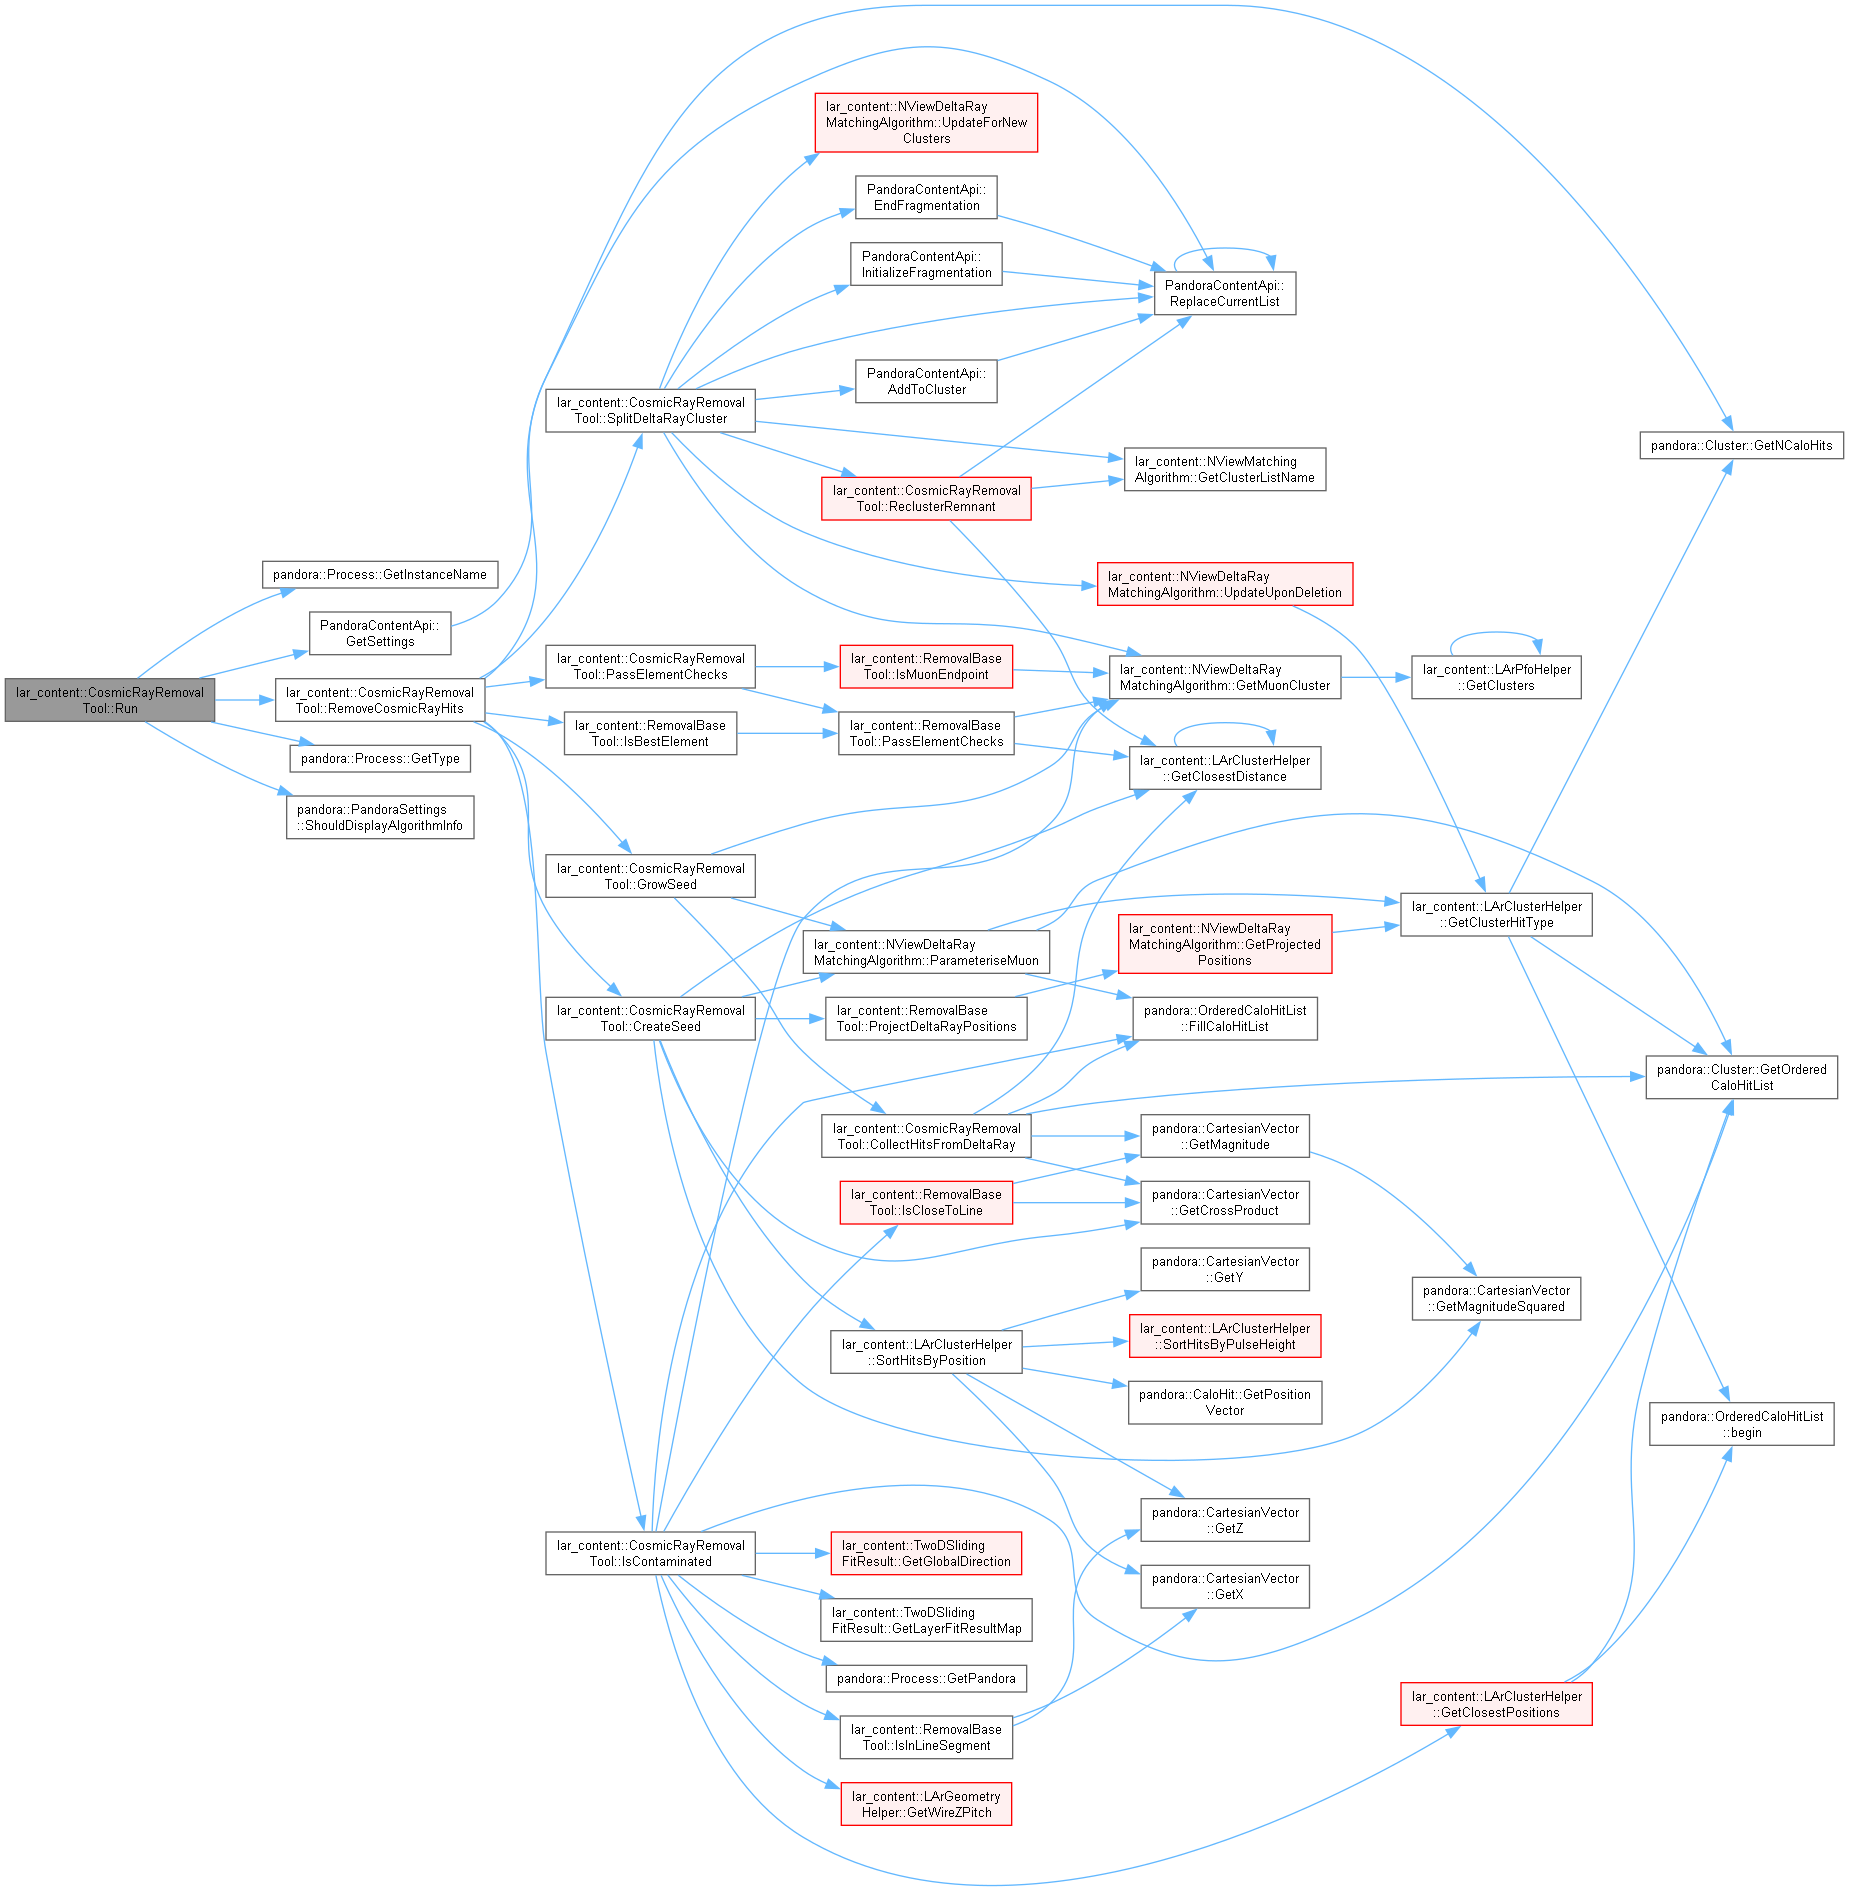 lar_content::CosmicRayRemoval
Tool::Run
pandora::Process::GetInstanceName
PandoraContentApi::
GetSettings
lar_content::CosmicRayRemoval
Tool::RemoveCosmicRayHits
pandora::Process::GetType
pandora::PandoraSettings
::ShouldDisplayAlgorithmInfo
lar_content::CosmicRayRemoval
Tool::SplitDeltaRayCluster
lar_content::CosmicRayRemoval
Tool::PassElementChecks
lar_content::RemovalBase
Tool::IsBestElement
lar_content::CosmicRayRemoval
Tool::GrowSeed
lar_content::CosmicRayRemoval
Tool::CreateSeed
lar_content::CosmicRayRemoval
Tool::IsContaminated
lar_content::NViewDeltaRay
MatchingAlgorithm::UpdateForNew
Clusters
PandoraContentApi::
EndFragmentation
PandoraContentApi::
InitializeFragmentation
PandoraContentApi::
AddToCluster
lar_content::CosmicRayRemoval
Tool::ReclusterRemnant
lar_content::RemovalBase
Tool::IsMuonEndpoint
lar_content::RemovalBase
Tool::PassElementChecks
lar_content::NViewDeltaRay
MatchingAlgorithm::ParameteriseMuon
lar_content::RemovalBase
Tool::ProjectDeltaRayPositions
lar_content::CosmicRayRemoval
Tool::CollectHitsFromDeltaRay
lar_content::RemovalBase
Tool::IsCloseToLine
lar_content::LArClusterHelper
::SortHitsByPosition
lar_content::TwoDSliding
FitResult::GetGlobalDirection
lar_content::TwoDSliding
FitResult::GetLayerFitResultMap
pandora::Process::GetPandora
lar_content::RemovalBase
Tool::IsInLineSegment
lar_content::LArGeometry
Helper::GetWireZPitch
PandoraContentApi::
ReplaceCurrentList
lar_content::NViewMatching
Algorithm::GetClusterListName
lar_content::NViewDeltaRay
MatchingAlgorithm::UpdateUponDeletion
lar_content::NViewDeltaRay
MatchingAlgorithm::GetMuonCluster
lar_content::LArClusterHelper
::GetClosestDistance
lar_content::NViewDeltaRay
MatchingAlgorithm::GetProjected
Positions
pandora::OrderedCaloHitList
::FillCaloHitList
pandora::CartesianVector
::GetMagnitude
pandora::CartesianVector
::GetCrossProduct
pandora::CartesianVector
::GetY
lar_content::LArClusterHelper
::SortHitsByPulseHeight
pandora::CaloHit::GetPosition
Vector
pandora::CartesianVector
::GetZ
pandora::CartesianVector
::GetX
lar_content::LArPfoHelper
::GetClusters
lar_content::LArClusterHelper
::GetClusterHitType
pandora::CartesianVector
::GetMagnitudeSquared
lar_content::LArClusterHelper
::GetClosestPositions
pandora::Cluster::GetNCaloHits
pandora::Cluster::GetOrdered
CaloHitList
pandora::OrderedCaloHitList
::begin